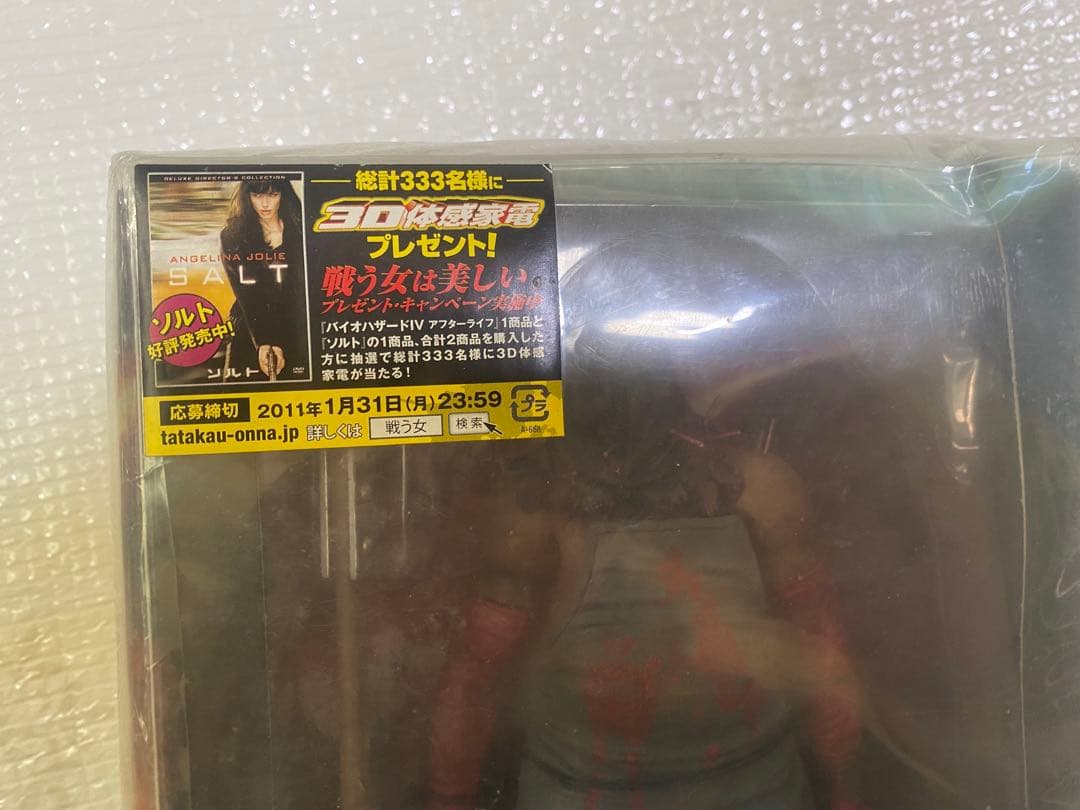 DELUXE DIRECTOR'S COLLECTION
ANGELINA JOLIE
SALT
ソルト
好評発売中!
ソルト
DVD
総計333名様に
3D体感家電
プレゼント!
戦う女は美しい。
プレゼント・キャンペーン実施中
『バイオハザードIV アフターライフ』1商品と
『ソルト』の1商品、合計2商品を購入した
方に抽選で総計333名様に3D体感
家電が当たる!
応募締切 2011年1月31日(月)23:59
プラ
tatakau-onna.jp 詳しくは 戦う女 検索